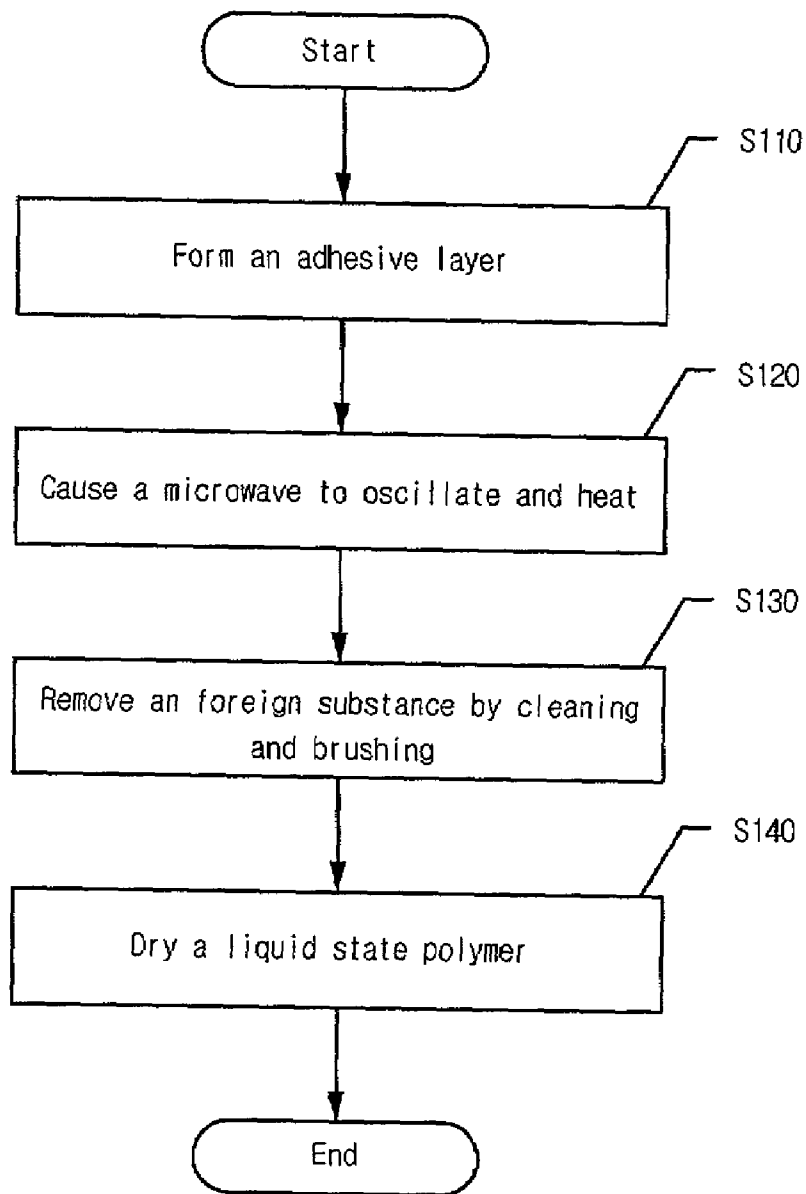 Start
S110
Form an adhesive layer
S120
Cause a microwave to oscillate and heat
S130
Remove an foreign substance by cleaning
and brushing
S140
Dry a liquid state polymer
End